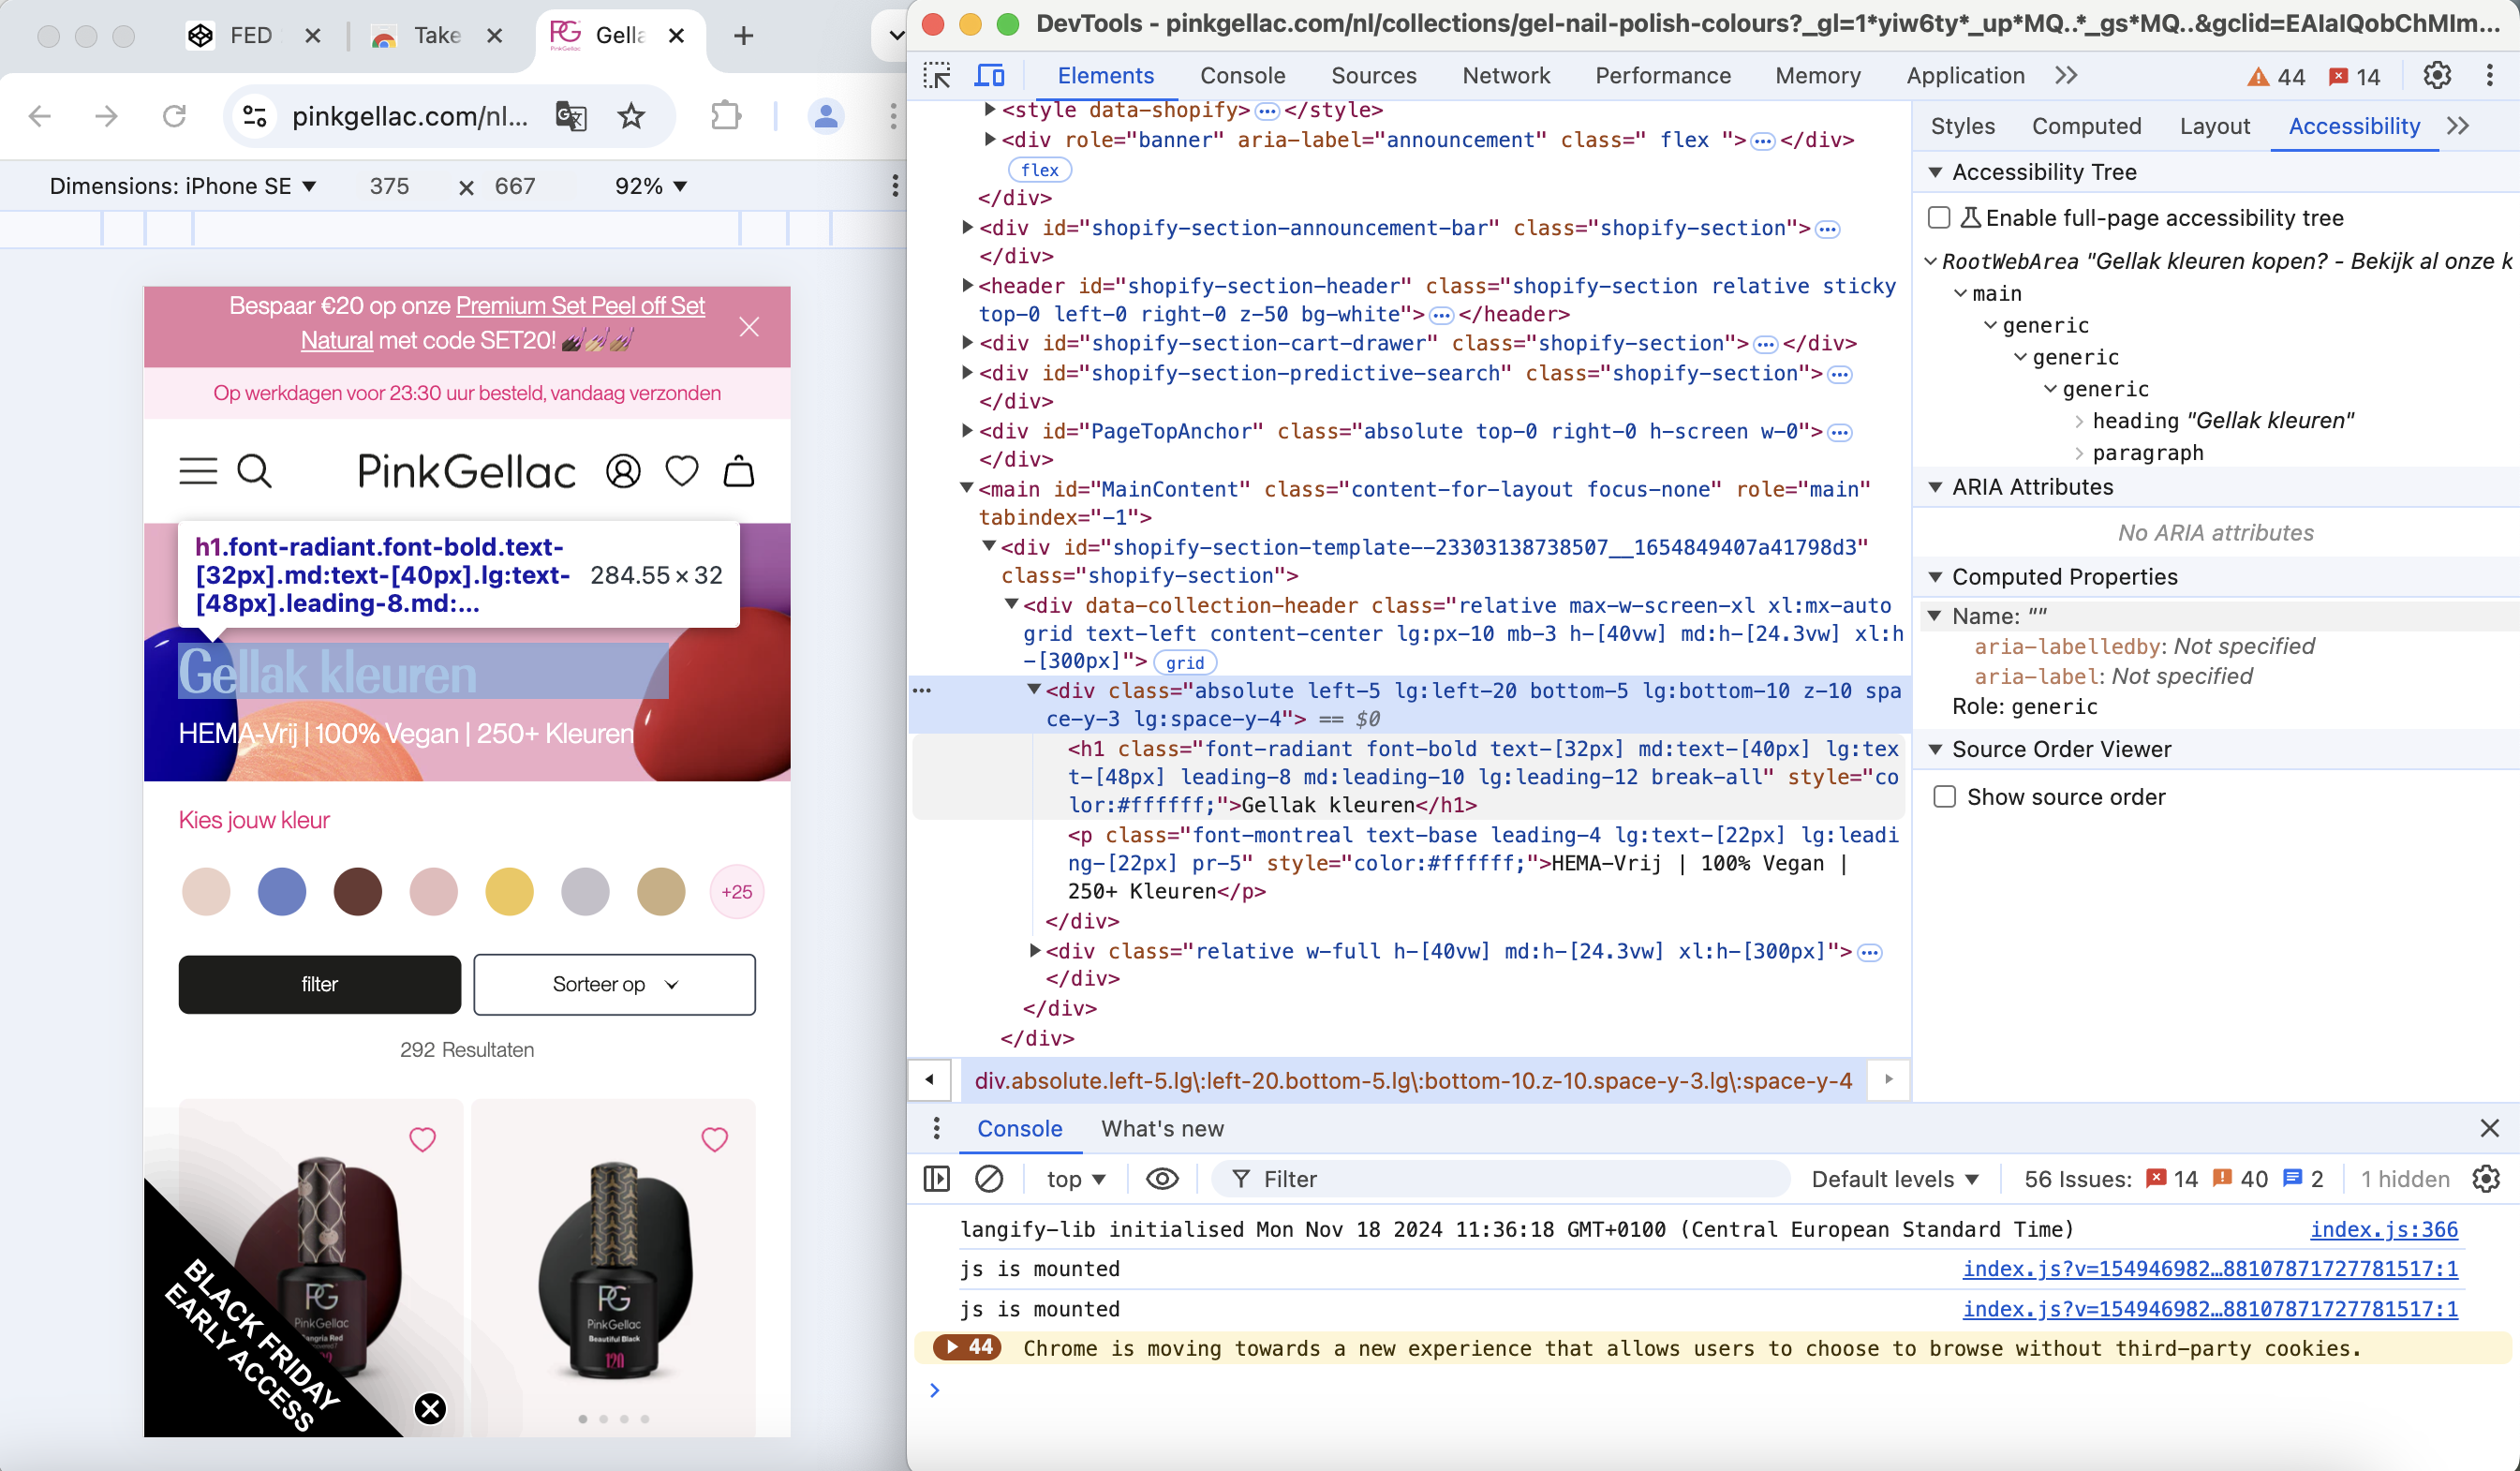 FED
Take
Gella
pinkgellac.com/nl...
Dimensions: iPhone SE ▼ 375 × 667 92% ▼
Bespaar €20 op onze Premium Set Peel off Set
Natural met code SET20! 💅💅💅
Op werkdagen voor 23:30 uur besteld, vandaag verzonden
PinkGellac
h1.font-radiant.font-bold.text-
[32px].md:text-[40px].lg:text-
[48px].leading-8.md:...
284.55 × 32
Gellak kleuren
HEMA-Vrij | 100% Vegan | 250+ Kleuren
Kies jouw kleur
+25
filter
Sorteer op
292 Resultaten
PG
PinkGellac
PG
PinkGellac
Beautiful Black
120
BLACK FRIDAY
EARLY ACCESS
DevTools - pinkgellac.com/nl/collections/gel-nail-polish-colours?_gl=1*yiw6ty*_up*MQ..*_gs*MQ..&gclid=EAIaIQobChMIm...
Elements Console Sources Network Performance Memory Application >> 44 14
<style data-shopify>…</style>
<div role="banner" aria-label="announcement" class=" flex ">…</div>
flex
</div>
<div id="shopify-section-announcement-bar" class="shopify-section">…
</div>
<header id="shopify-section-header" class="shopify-section relative sticky
top-0 left-0 right-0 z-50 bg-white">…</header>
<div id="shopify-section-cart-drawer" class="shopify-section">…</div>
<div id="shopify-section-predictive-search" class="shopify-section">…
</div>
<div id="PageTopAnchor" class="absolute top-0 right-0 h-screen w-0">…
</div>
<main id="MainContent" class="content-for-layout focus-none" role="main"
tabindex="-1">
<div id="shopify-section-template--23303138738507__1654849407a41798d3"
class="shopify-section">
<div data-collection-header class="relative max-w-screen-xl xl:mx-auto
grid text-left content-center lg:px-10 mb-3 h-[40vw] md:h-[24.3vw] xl:h
-[300px]"> grid
<div class="absolute left-5 lg:left-20 bottom-5 lg:bottom-10 z-10 spa
ce-y-3 lg:space-y-4"> == $0
<h1 class="font-radiant font-bold text-[32px] md:text-[40px] lg:tex
t-[48px] leading-8 md:leading-10 lg:leading-12 break-all" style="co
lor:#ffffff;">Gellak kleuren</h1>
<p class="font-montreal text-base leading-4 lg:text-[22px] lg:leadi
ng-[22px] pr-5" style="color:#ffffff;">HEMA-Vrij | 100% Vegan |
250+ Kleuren</p>
</div>
<div class="relative w-full h-[40vw] md:h-[24.3vw] xl:h-[300px]">…
</div>
</div>
</div>
div.absolute.left-5.lg\:left-20.bottom-5.lg\:bottom-10.z-10.space-y-3.lg\:space-y-4
Styles Computed Layout Accessibility >>
Accessibility Tree
Enable full-page accessibility tree
RootWebArea "Gellak kleuren kopen? - Bekijk al onze k
main
generic
generic
generic
heading "Gellak kleuren"
paragraph
ARIA Attributes
No ARIA attributes
Computed Properties
Name: ""
aria-labelledby: Not specified
aria-label: Not specified
Role: generic
Source Order Viewer
Show source order
Console What's new
top ▼ Filter Default levels ▼ 56 Issues: 14 40 2 1 hidden
langify-lib initialised Mon Nov 18 2024 11:36:18 GMT+0100 (Central European Standard Time) index.js:366
js is mounted index.js?v=154946982…88107871727781517:1
js is mounted index.js?v=154946982…88107871727781517:1
44 Chrome is moving towards a new experience that allows users to choose to browse without third-party cookies.